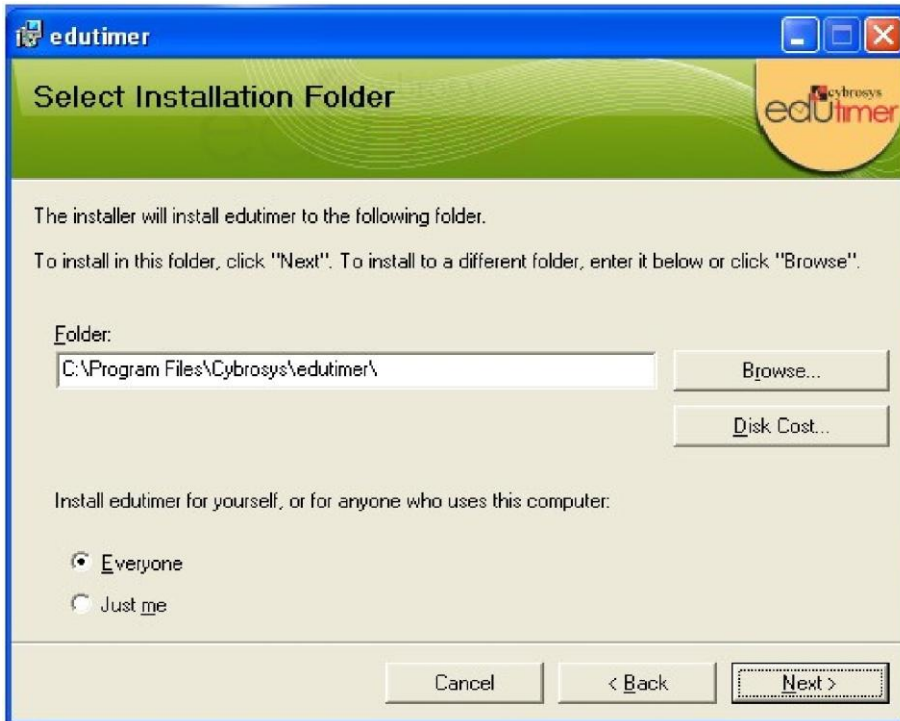 edutimer
Select Installation Folder
cybrosys
edutimer
The installer will install edutimer to the following folder.
To install in this folder, click "Next". To install to a different folder, enter it below or click "Browse".
Folder:
C:\Program Files\Cybrosys\edutimer\
Browse...
Disk Cost...
Install edutimer for yourself, or for anyone who uses this computer:
Everyone
Just me
Cancel
< Back
Next >